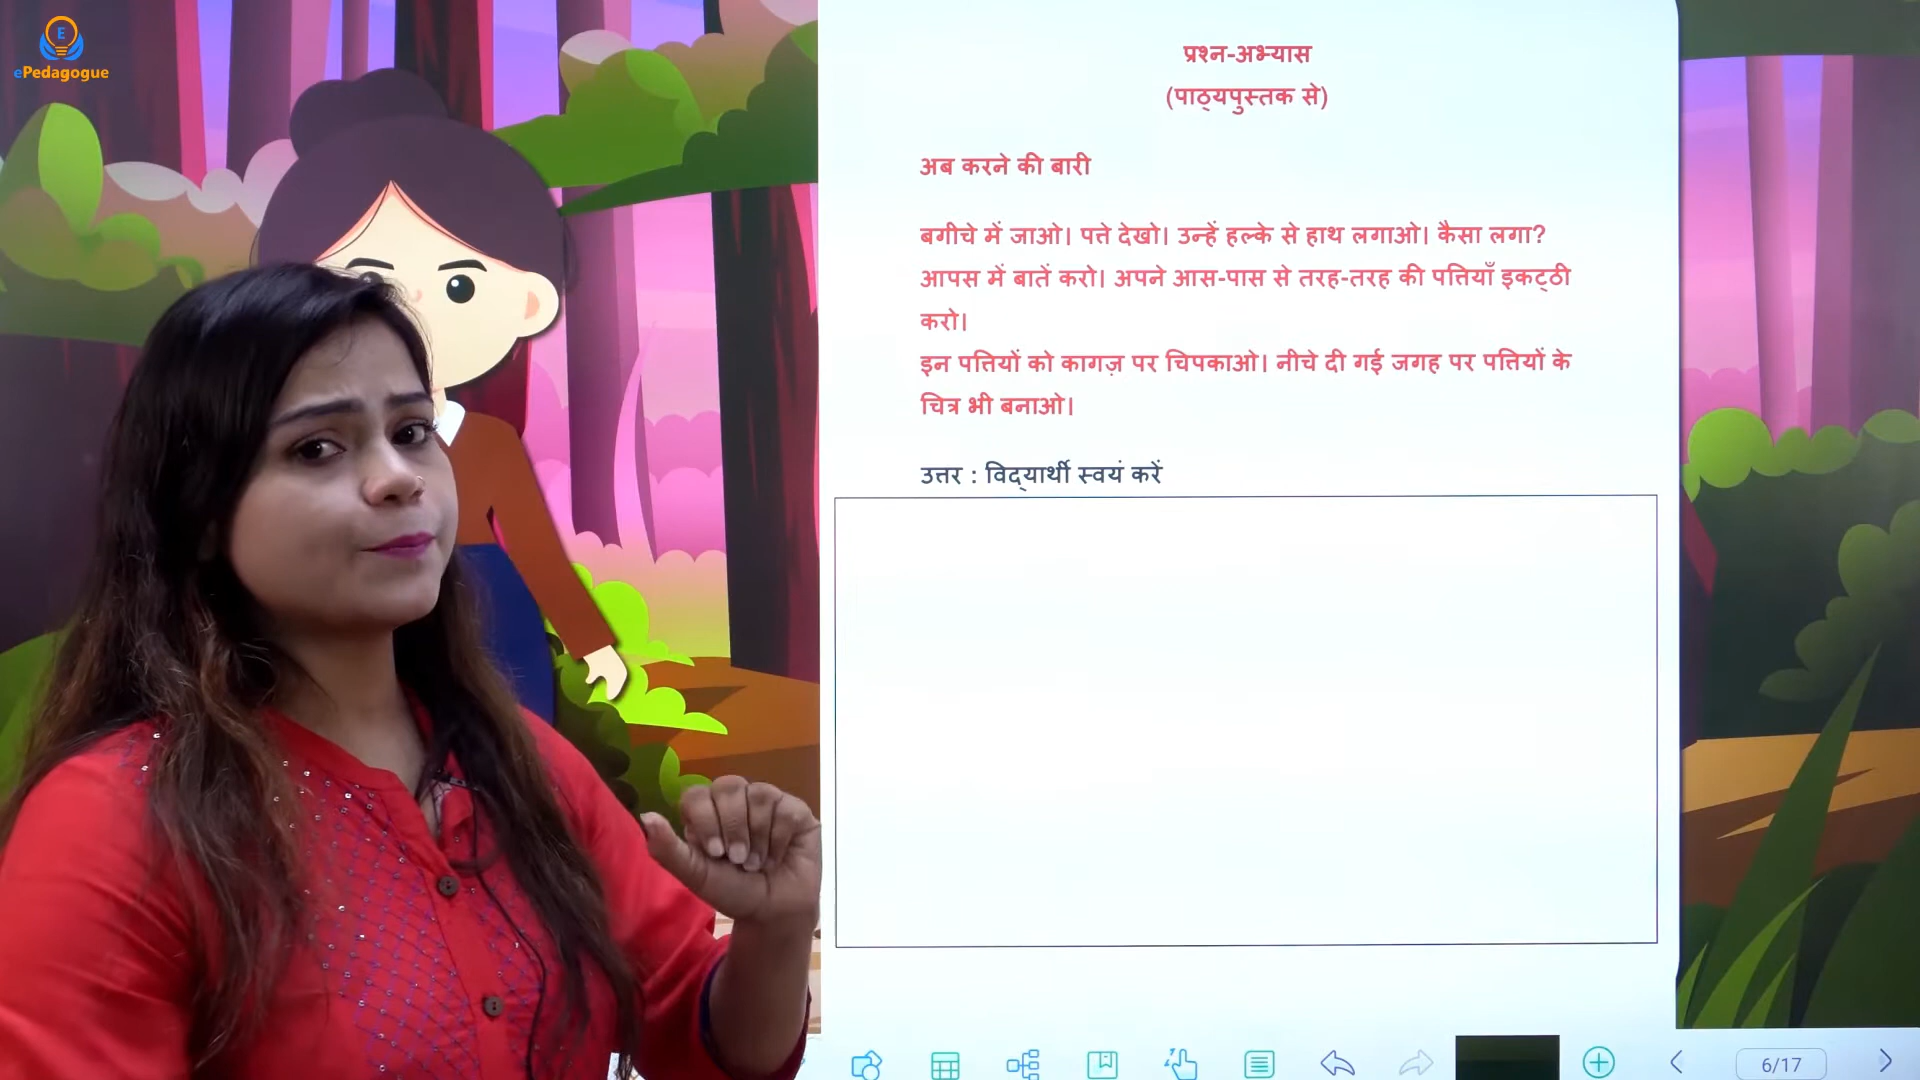 E
ePedagogue
प्रश्न-अभ्यास
(पाठ्यपुस्तक से)
अब करने की बारी
बगीचे में जाओ। पत्ते देखो। उन्हें हल्के से हाथ लगाओ। कैसा लगा?
आपस में बातें करो। अपने आस-पास से तरह-तरह की पत्तियाँ इकट्ठी
करो।
इन पत्तियों को कागज़ पर चिपकाओ। नीचे दी गई जगह पर पत्तियों के
चित्र भी बनाओ।
उत्तर : विद्यार्थी स्वयं करें
6/17